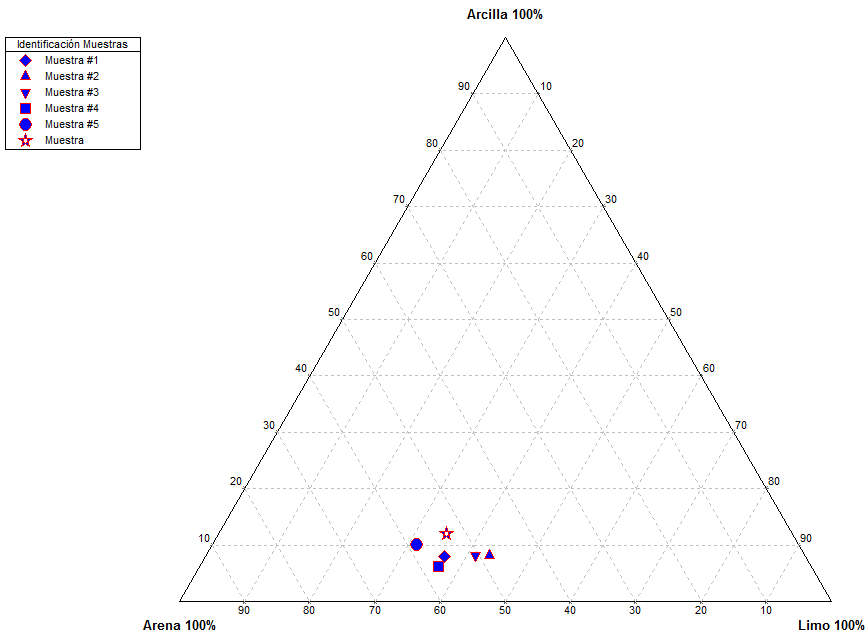 Arcilla 100%
Identificación Muestras
Muestra #1
Muestra #2
Muestra #3
Muestra #4
Muestra #5
Muestra
90 10
80 20
70 30
60 40
50 50
40 60
30 70
20 80
10 90
90 80 70 60 50 40 30 20 10
Arena 100% Limo 100%